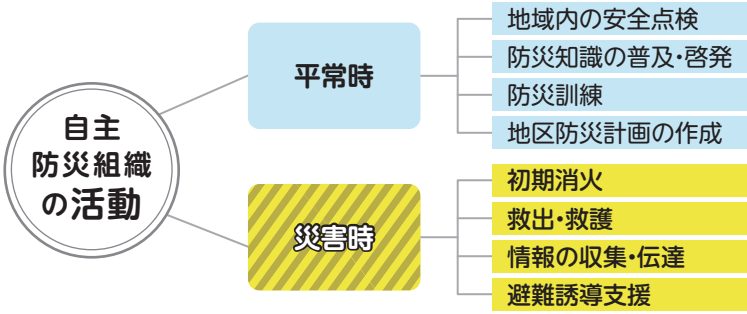 自主
防災組織
の活動
平常時
地域内の安全点検
防災知識の普及・啓発
防災訓練
地区防災計画の作成
災害時
初期消火
救出・救護
情報の収集・伝達
避難誘導支援